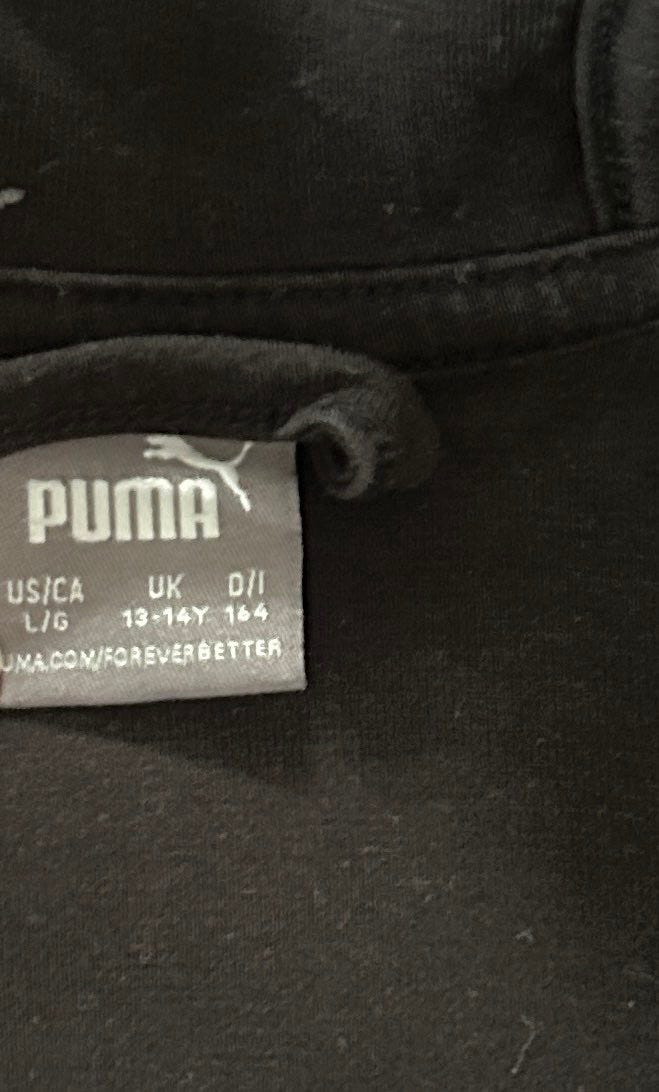 PUMA
US/CA UK D/I
L/G 13-14Y 164
UMA.COM/FOREVERBETTER